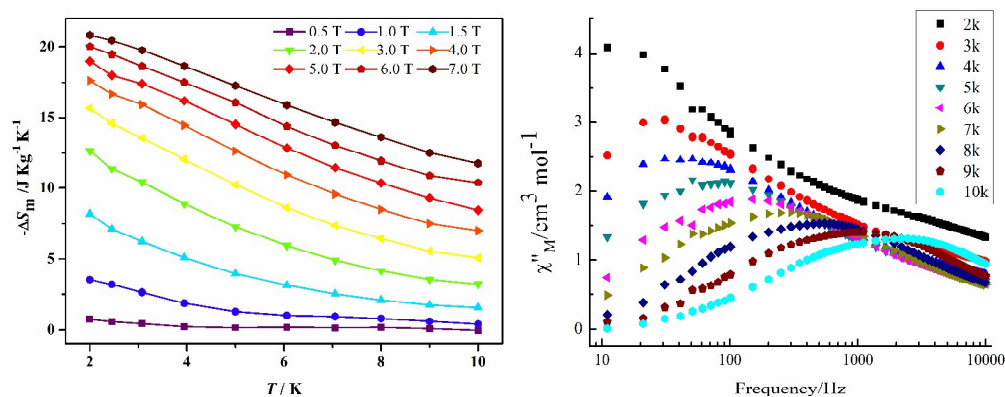 0.5 T 1.0 T 1.5 T
2.0 T 3.0 T 4.0 T
5.0 T 6.0 T 7.0 T
20
15
10
5
0
-ΔSm /J Kg-1 K-1
2 4 6 8 10
T / K
2k
3k
4k
5k
6k
7k
8k
9k
10k
4
3
2
1
0
χ"M/cm3 mol-1
10 100 1000 10000
Frequency/Hz